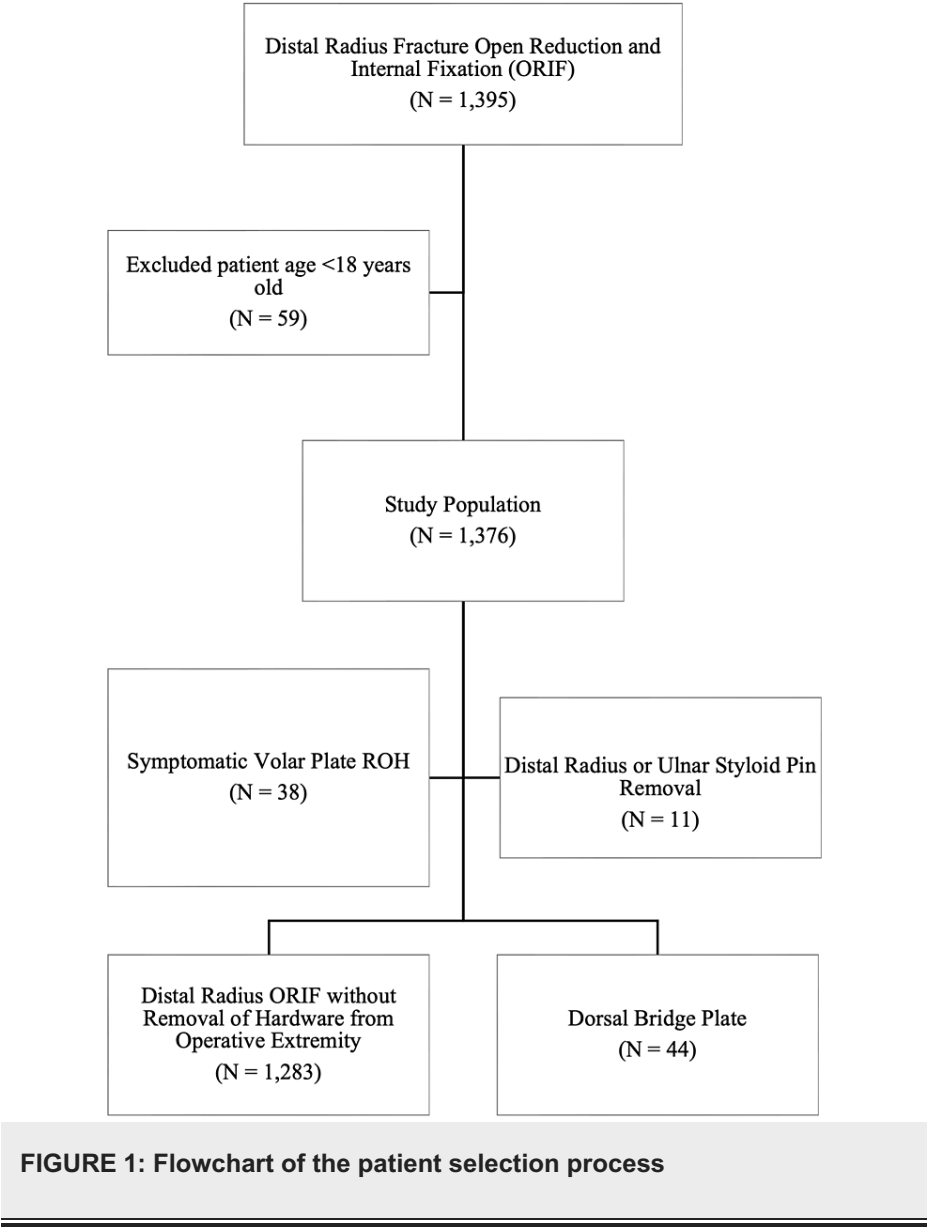 Distal Radius Fracture Open Reduction and
Internal Fixation (ORIF)
(N = 1,395)
Excluded patient age <18 years
old
(N = 59)
Study Population
(N = 1,376)
Symptomatic Volar Plate ROH
(N = 38)
Distal Radius or Ulnar Styloid Pin
Removal
(N = 11)
Distal Radius ORIF without
Removal of Hardware from
Operative Extremity
(N = 1,283)
Dorsal Bridge Plate
(N = 44)
FIGURE 1: Flowchart of the patient selection process